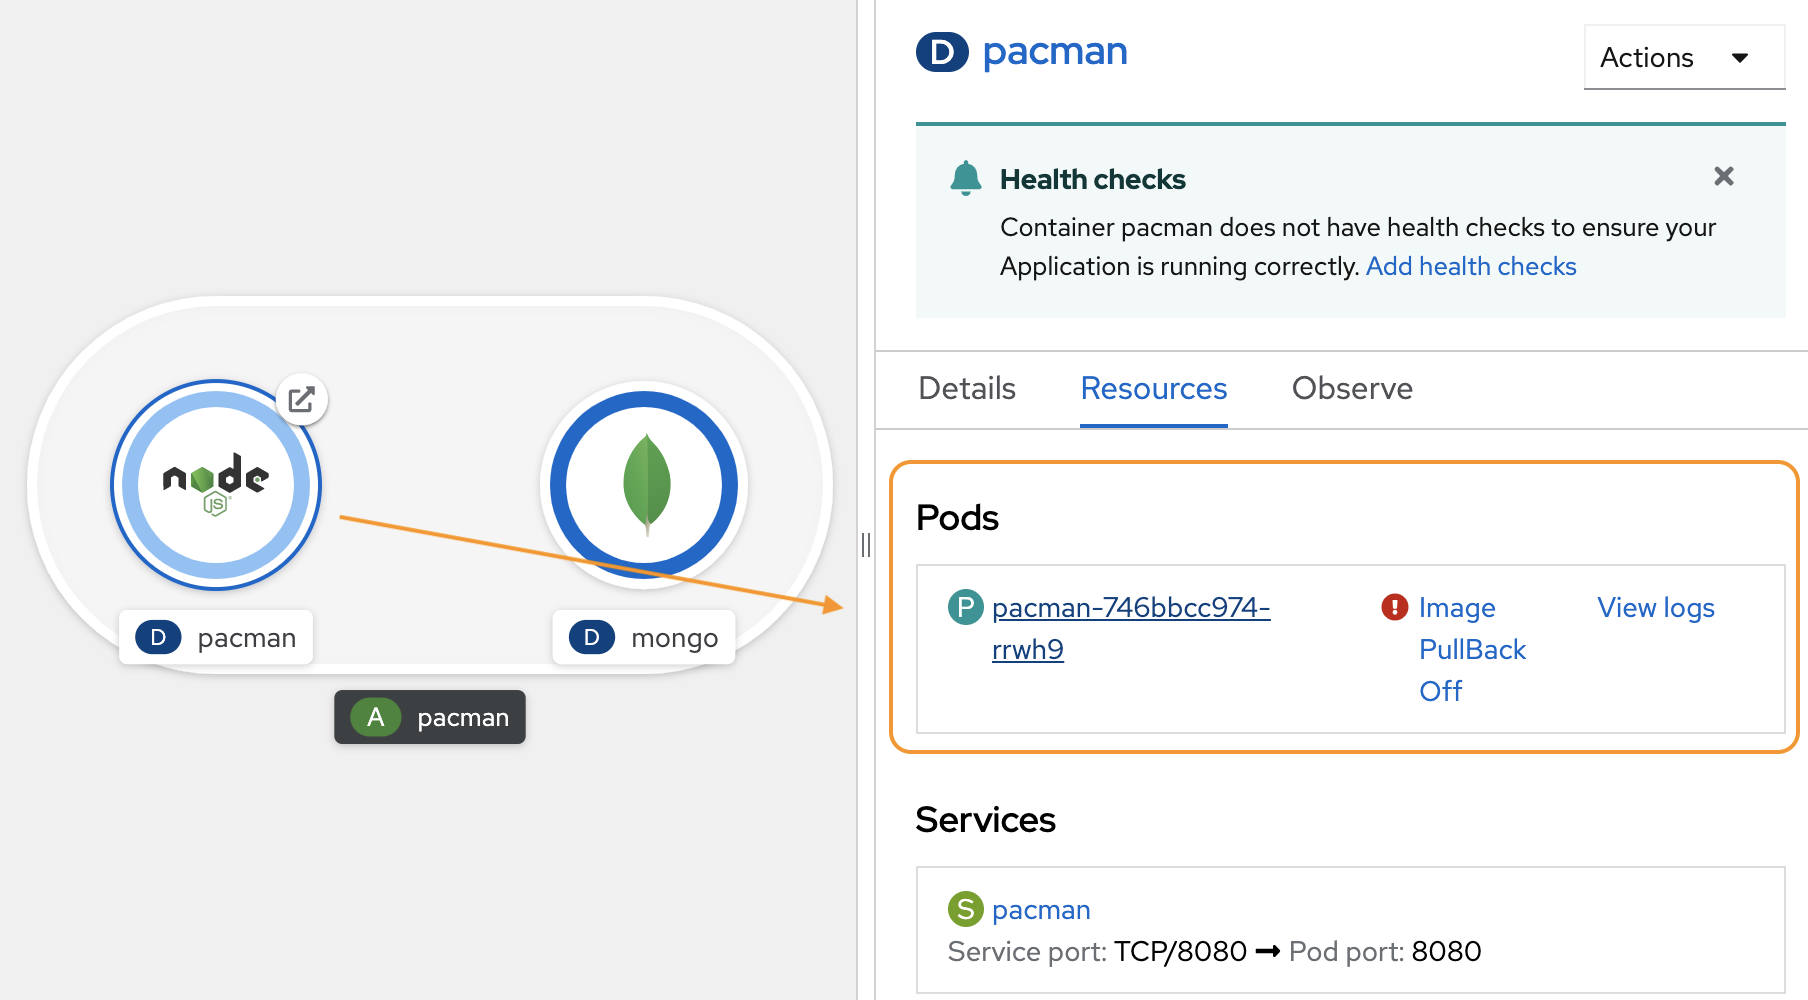 node
JS
D pacman
D mongo
A pacman
D pacman
Actions
Health checks
Container pacman does not have health checks to ensure your
Application is running correctly. Add health checks
Details Resources Observe
Pods
P pacman-746bbcc974-
rrwh9
Image
PullBack
Off
View logs
Services
S pacman
Service port: TCP/8080 ➞ Pod port: 8080